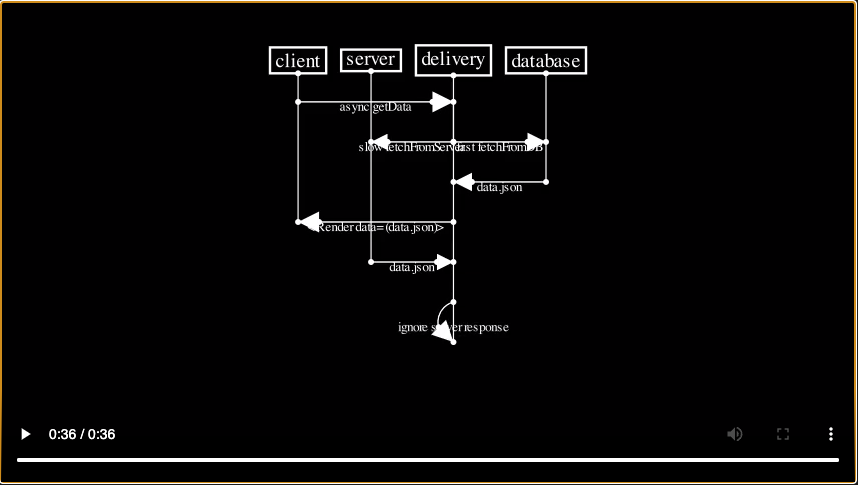 client server delivery database
async getData
slow fetchFromServer fast fetchFromDB
data.json
<Render data=(data.json)>
data.json
ignore server response
0:36 / 0:36